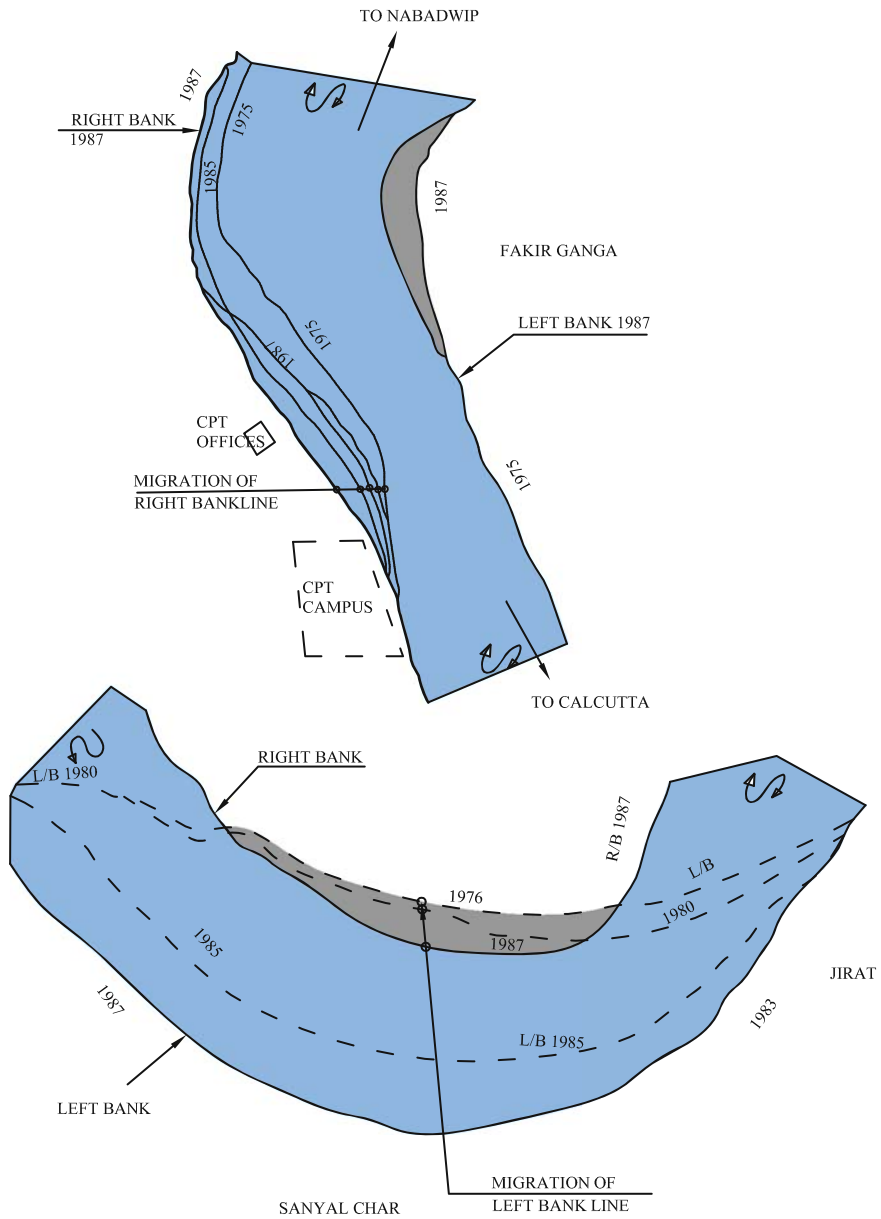 TO NABADWIP
1987
RIGHT BANK
1987
1975
1985
1987
FAKIR GANGA
1975
LEFT BANK 1987
1987
CPT
OFFICES
1975
MIGRATION OF
RIGHT BANKLINE
CPT
CAMPUS
TO CALCUTTA
RIGHT BANK
L/B 1980
R/B 1987
L/B
1976
1980
1987
1985
JIRAT
1987
1983
L/B 1985
LEFT BANK
MIGRATION OF
LEFT BANK LINE
SANYAL CHAR